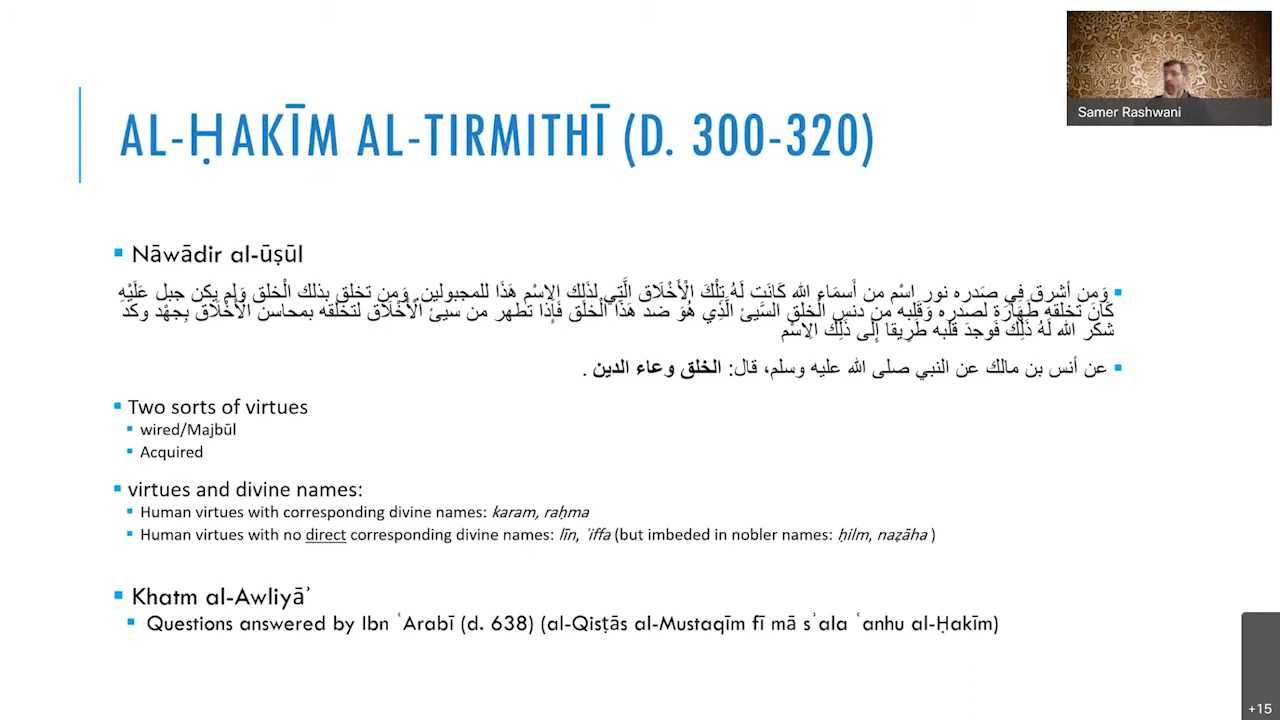 AL-ḤAKĪM AL-TIRMITHĪ (D. 300-320)
Samer Rashwani
Nāwādir al-ūṣūl
وَمن أشرق فِي صَدره نور اسْم من أَسمَاء الله كَانَت لَهُ تِلْكَ الْأَخْلَاق الَّتِي لذَلِك الِاسْم هَذَا للمجبولين. وَمن تخلق بذلك الْخلق وَلم يكن جبل عَلَيْهِ
كَانَ تخلقه طَهَارَة لصدره وَقَلبه من دنس الْخلق السَّيئ الَّذِي هُوَ ضد هَذَا الْخلق فَإِذا تطهر من سيئ الْأَخْلَاق لتخلقه بمحاسن الْأَخْلَاق بِجهْد وكد
شكر الله لَهُ ذَلِك فَوجدَ قلبه طَرِيقا إِلَى ذَلِك الِاسْم
عن أنس بن مالك عن النبي صلى الله عليه وسلم، قال: الخلق وعاء الدين .
Two sorts of virtues
wired/Majbūl
Acquired
virtues and divine names:
Human virtues with corresponding divine names: karam, raḥma
Human virtues with no direct corresponding divine names: līn, ʿiffa (but imbeded in nobler names: ḥilm, naẓāha )
Khatm al-Awliyāʾ
Questions answered by Ibn ʿArabī (d. 638) (al-Qisṭās al-Mustaqīm fī mā sʾala ʿanhu al-Ḥakīm)
+15